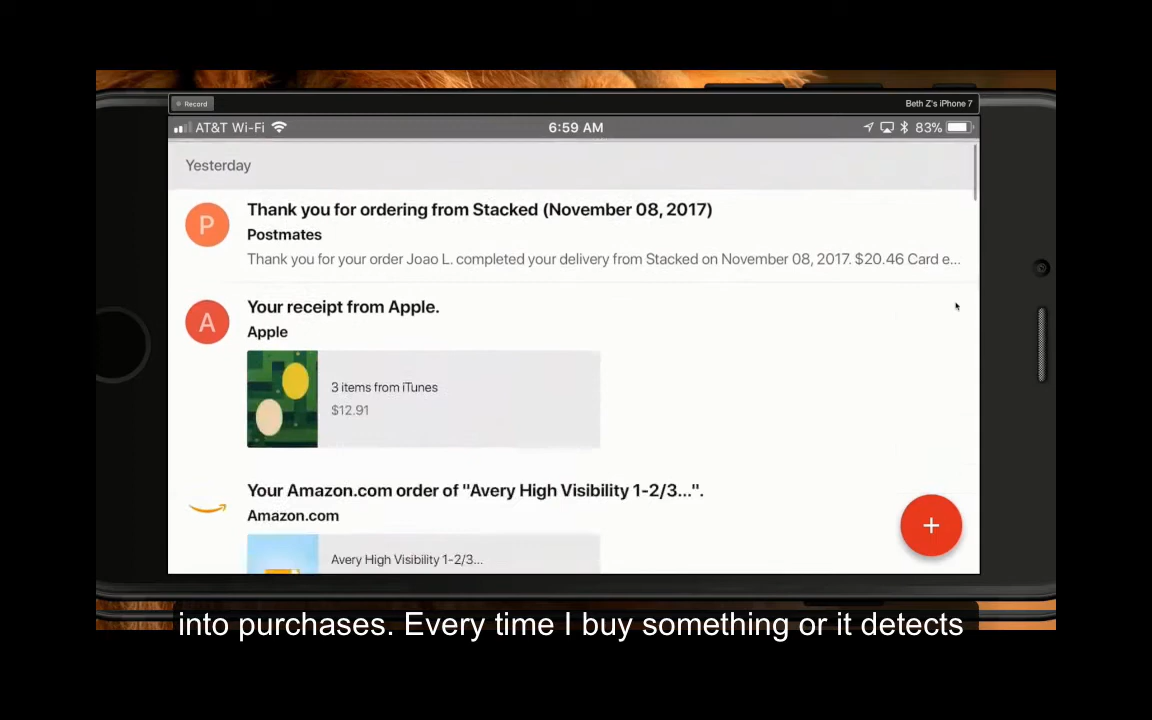 Record
Beth Z's iPhone 7
AT&T Wi-Fi
6:59 AM
83%
Yesterday
P
Thank you for ordering from Stacked (November 08, 2017)
Postmates
Thank you for your order Joao L. completed your delivery from Stacked on November 08, 2017. $20.46 Card e...
A
Your receipt from Apple.
Apple
3 items from iTunes
$12.91
Your Amazon.com order of "Avery High Visibility 1-2/3...".
Amazon.com
Avery High Visibility 1-2/3...
+
into purchases. Every time I buy something or it detects